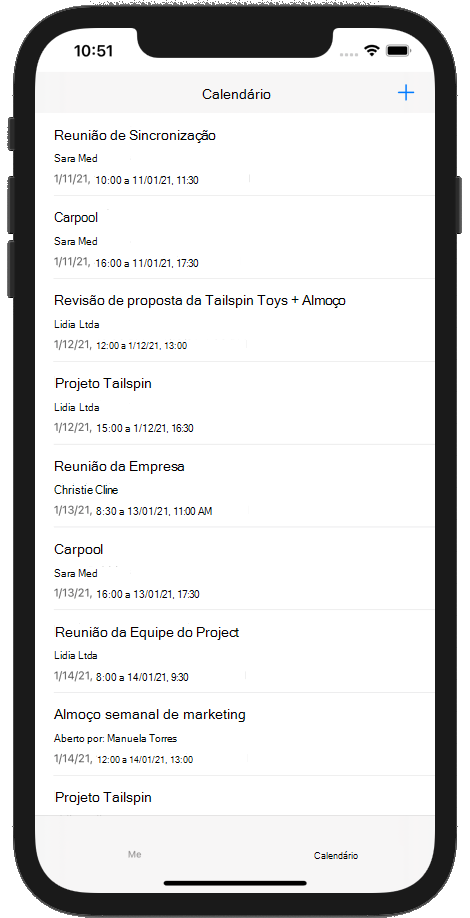 10:51
Calendário
Reunião de Sincronização
Sara Med
1/11/21, 10:00 a 11/01/21, 11:30
Carpool
Sara Med
1/11/21, 16:00 a 11/01/21, 17:30
Revisão de proposta da Tailspin Toys + Almoço
Lidia Ltda
1/12/21, 12:00 a 1/12/21, 13:00
Projeto Tailspin
Lidia Ltda
1/12/21, 15:00 a 1/12/21, 16:30
Reunião da Empresa
Christie Cline
1/13/21, 8:30 a 13/01/21, 11:00 AM
Carpool
Sara Med
1/13/21, 16:00 a 13/01/21, 17:30
Reunião da Equipe do Project
Lidia Ltda
1/14/21, 8:00 a 14/01/21, 9:30
Almoço semanal de marketing
Aberto por: Manuela Torres
1/14/21, 12:00 a 14/01/21, 13:00
Projeto Tailspin
Me Calendário